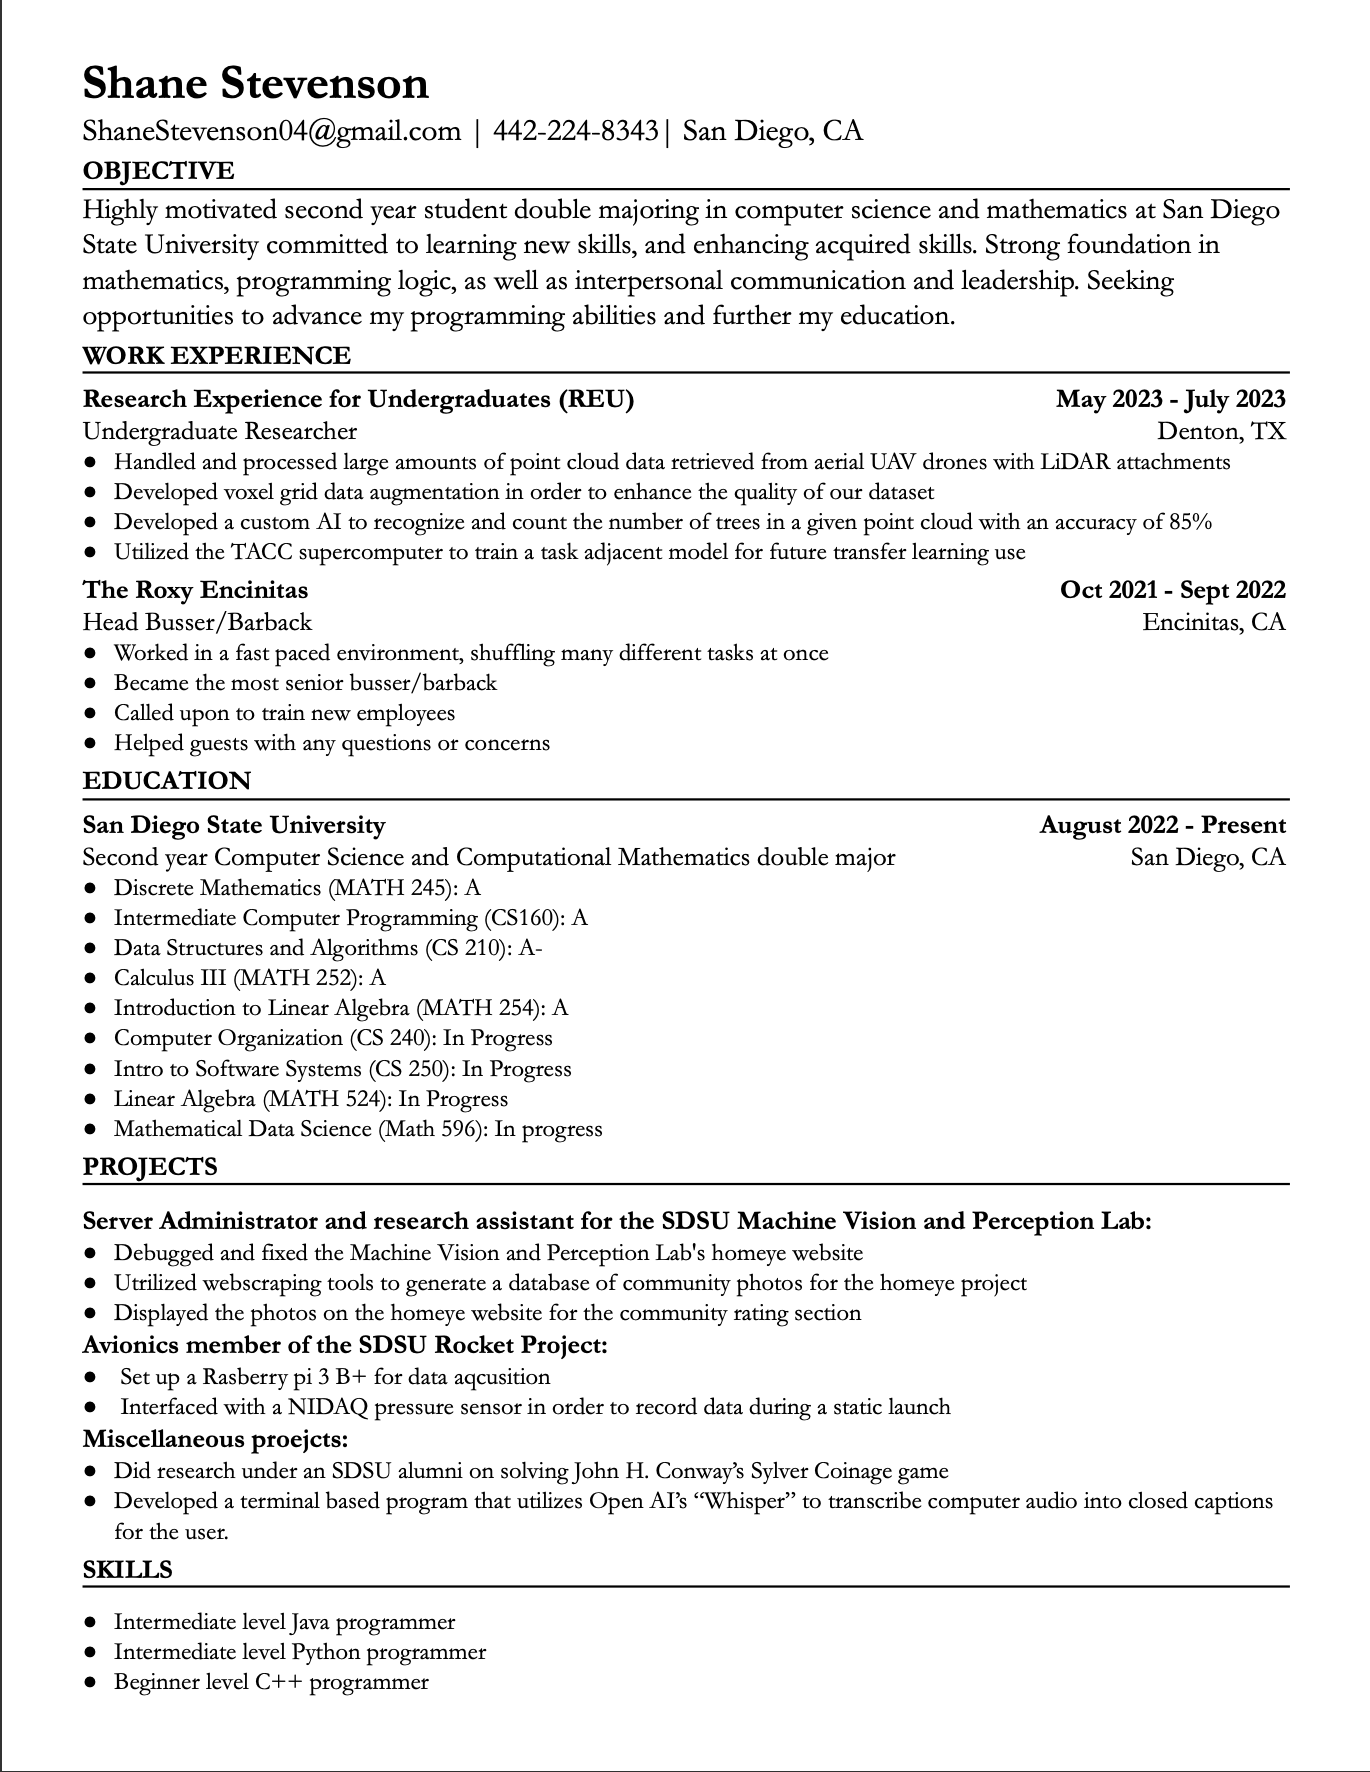 Shane Stevenson
ShaneStevenson04@gmail.com | 442-224-8343| San Diego, CA
OBJECTIVE
Highly motivated second year student double majoring in computer science and mathematics at San Diego
State University committed to learning new skills, and enhancing acquired skills. Strong foundation in
mathematics, programming logic, as well as interpersonal communication and leadership. Seeking
opportunities to advance my programming abilities and further my education.
WORK EXPERIENCE
Research Experience for Undergraduates (REU) May 2023 - July 2023
Undergraduate Researcher Denton, TX
● Handled and processed large amounts of point cloud data retrieved from aerial UAV drones with LiDAR attachments
● Developed voxel grid data augmentation in order to enhance the quality of our dataset
● Developed a custom AI to recognize and count the number of trees in a given point cloud with an accuracy of 85%
● Utilized the TACC supercomputer to train a task adjacent model for future transfer learning use
The Roxy Encinitas Oct 2021 - Sept 2022
Head Busser/Barback Encinitas, CA
● Worked in a fast paced environment, shuffling many different tasks at once
● Became the most senior busser/barback
● Called upon to train new employees
● Helped guests with any questions or concerns
EDUCATION
San Diego State University August 2022 - Present
Second year Computer Science and Computational Mathematics double major San Diego, CA
● Discrete Mathematics (MATH 245): A
● Intermediate Computer Programming (CS160): A
● Data Structures and Algorithms (CS 210): A-
● Calculus III (MATH 252): A
● Introduction to Linear Algebra (MATH 254): A
● Computer Organization (CS 240): In Progress
● Intro to Software Systems (CS 250): In Progress
● Linear Algebra (MATH 524): In Progress
● Mathematical Data Science (Math 596): In progress
PROJECTS
Server Administrator and research assistant for the SDSU Machine Vision and Perception Lab:
● Debugged and fixed the Machine Vision and Perception Lab's homeye website
● Utrilized webscraping tools to generate a database of community photos for the homeye project
● Displayed the photos on the homeye website for the community rating section
Avionics member of the SDSU Rocket Project:
● Set up a Rasberry pi 3 B+ for data aqcusition
● Interfaced with a NIDAQ pressure sensor in order to record data during a static launch
Miscellaneous proejcts:
● Did research under an SDSU alumni on solving John H. Conway’s Sylver Coinage game
● Developed a terminal based program that utilizes Open AI’s “Whisper” to transcribe computer audio into closed captions
for the user.
SKILLS
● Intermediate level Java programmer
● Intermediate level Python programmer
● Beginner level C++ programmer